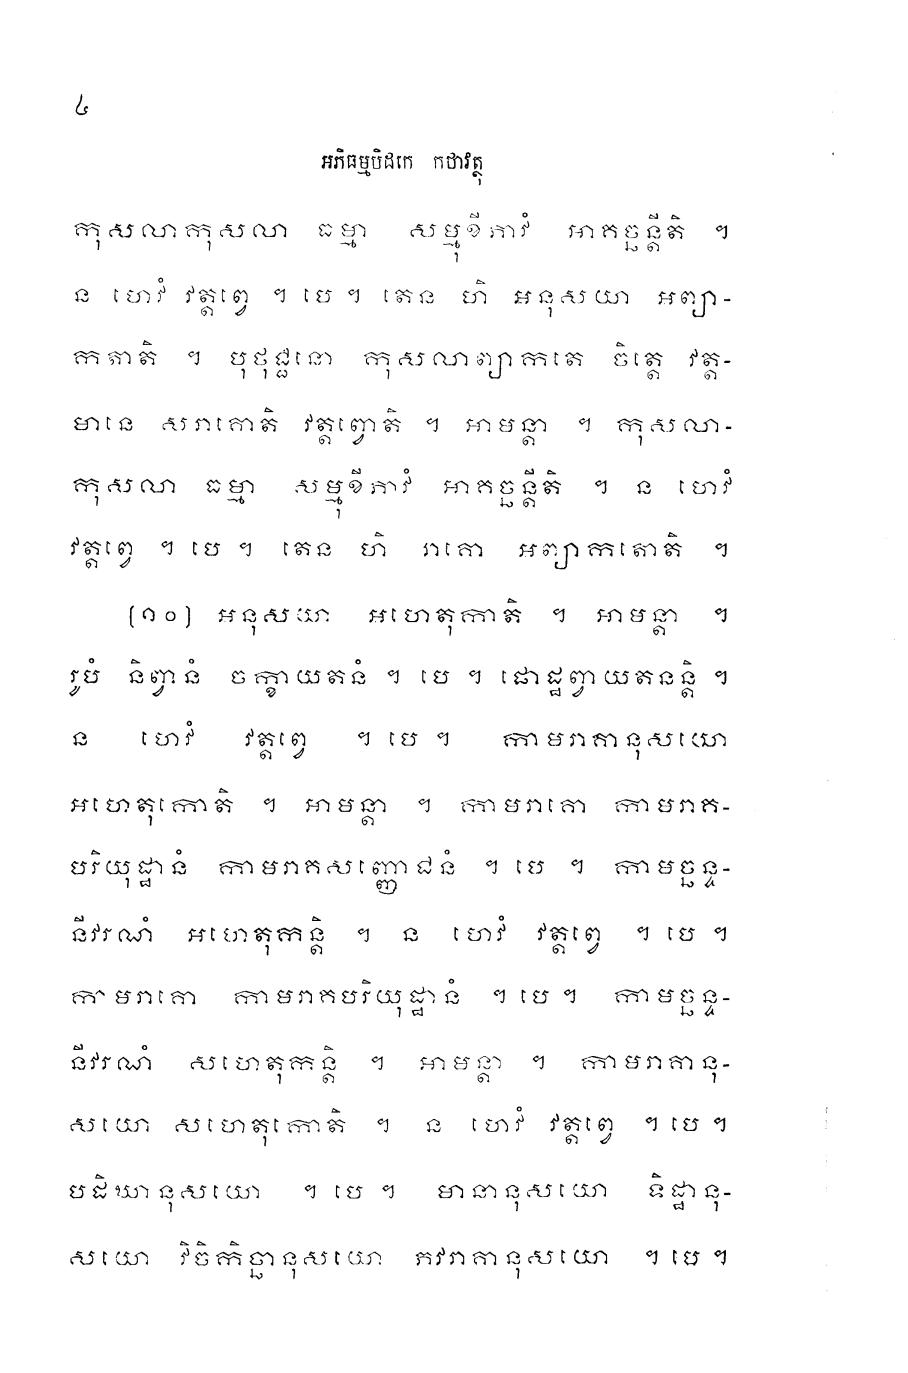 ៤
អភិធម្មបិដកេ កថាវត្ថុ
កុសលាកុសលា ធម្មា សម្មុខីភាវំ អាគច្ឆន្តីតិ ។
ន ហេវំ វត្តព្វេ ។ បេ ។ តេន ហិ អនុសយា អព្យា-
កតាតិ ។ បុថុជ្ជនោ កុសលាព្យាកតេ ចិត្តេ វត្ត-
មានេ សរាគោតិ វត្តព្វោតិ ។ អាមន្តា ។ កុសលា-
កុសលា ធម្មា សម្មុខីភាវំ អាគច្ឆន្តីតិ ។ ន ហេវំ
វត្តព្វេ ។ បេ ។ តេន ហិ រាគោ អព្យាកតោតិ ។
(១០) អនុសយា អហេតុកាតិ ។ អាមន្តា ។
រូបំ និព្វានំ ចក្ខាយតនំ ។ បេ ។ ផោដ្ឋព្វាយតនន្តិ ។
ន ហេវំ វត្តព្វេ ។ បេ ។ កាមរាគានុសយោ
អហេតុកោតិ ។ អាមន្តា ។ កាមរាគោ កាមរាគ-
បរិយុដ្ឋានំ កាមរាគសញ្ញោជនំ ។ បេ ។ កាមច្ឆន្ទ-
នីវរណំ អហេតុកន្តិ ។ ន ហេវំ វត្តព្វេ ។ បេ ។
កាមរាគោ កាមរាគបរិយុដ្ឋានំ ។ បេ ។ កាមច្ឆន្ទ-
នីវរណំ សហេតុកន្តិ ។ អាមន្តា ។ កាមរាគានុ-
សយោ សហេតុកោតិ ។ ន ហេវំ វត្តព្វេ ។ បេ ។
បដិឃានុសយោ ។ បេ ។ មានានុសយោ ទិដ្ឋានុ-
សយោ វិចិកិច្ឆានុសយោ ភវរាគានុសយោ ។ បេ ។